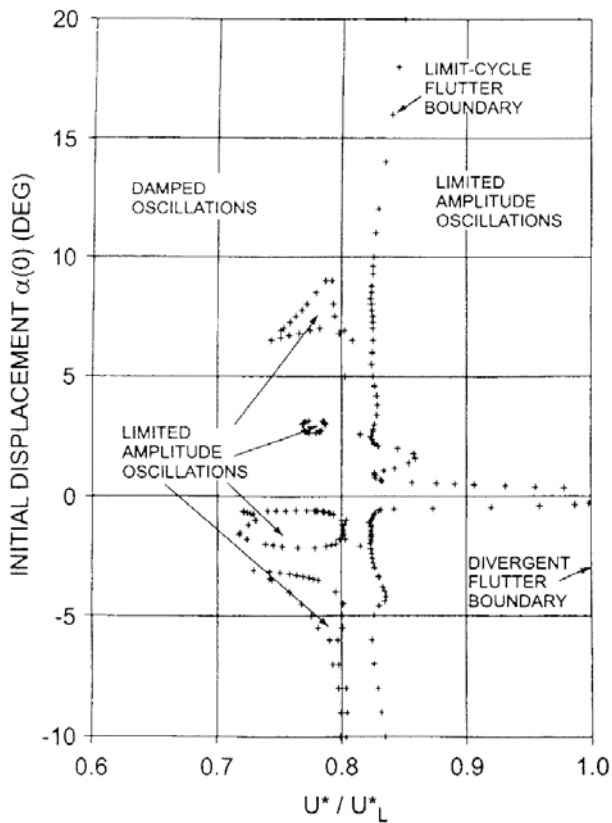 20
LIMIT-CYCLE
FLUTTER
BOUNDARY
15
DAMPED
OSCILLATIONS
LIMITED
AMPLITUDE
OSCILLATIONS
10
INITIAL DISPLACEMENT α(0) (DEG)
5
LIMITED
AMPLITUDE
OSCILLATIONS
0
DIVERGENT
FLUTTER
BOUNDARY
-5
-10
0.6 0.7 0.8 0.9 1.0
U* / U*L